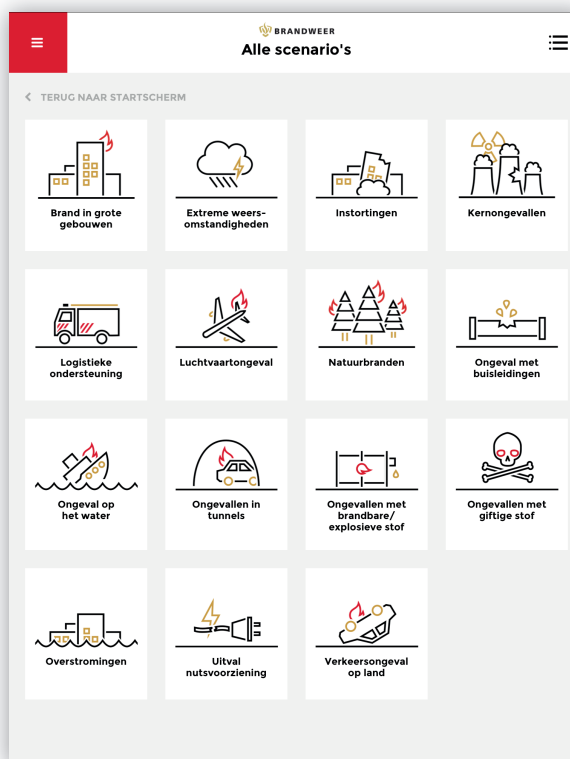 BRANDWEER
Alle scenario's
TERUG NAAR STARTSCHERM
Brand in grote
gebouwen
Extreme weers-
omstandigheden
Instortingen
Kernongevallen
Logistieke
ondersteuning
Luchtvaartongeval
Natuurbranden
Ongeval met
buisleidingen
Ongeval op
het water
Ongevallen in
tunnels
Ongevallen met
brandbare/
explosieve stof
Ongevallen met
giftige stof
Overstromingen
Uitval
nutsvoorziening
Verkeersongeval
op land